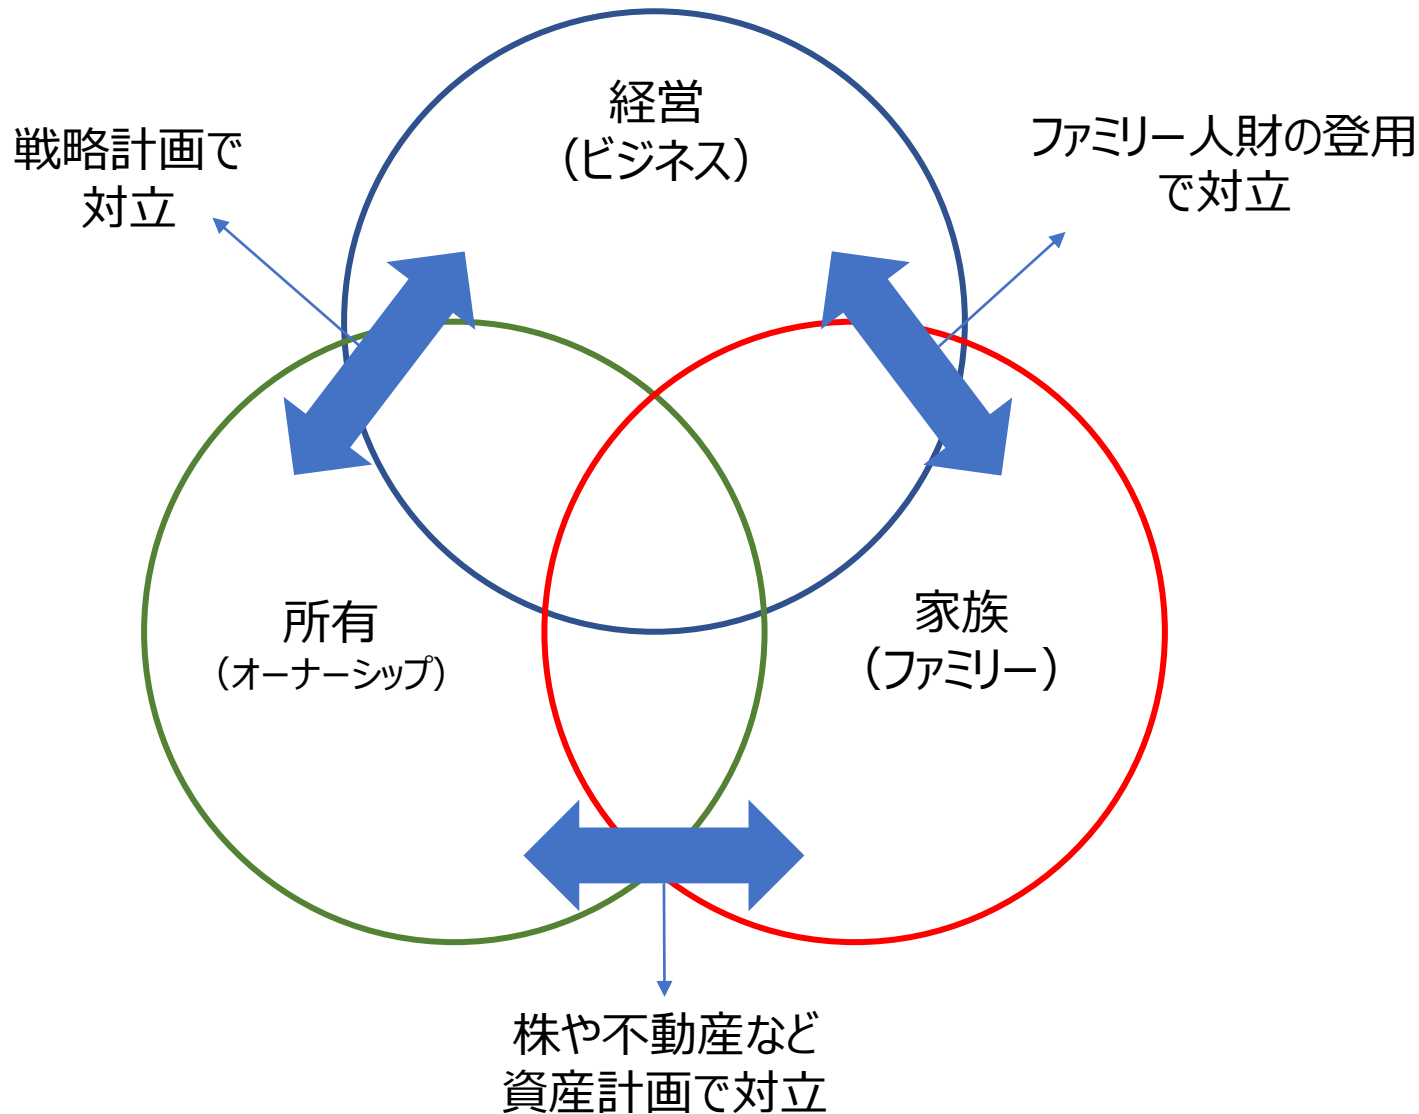 経営
（ビジネス）
戦略計画で
対立
ファミリー人財の登用
で対立
所有
（オーナーシップ）
家族
（ファミリー）
株や不動産など
資産計画で対立